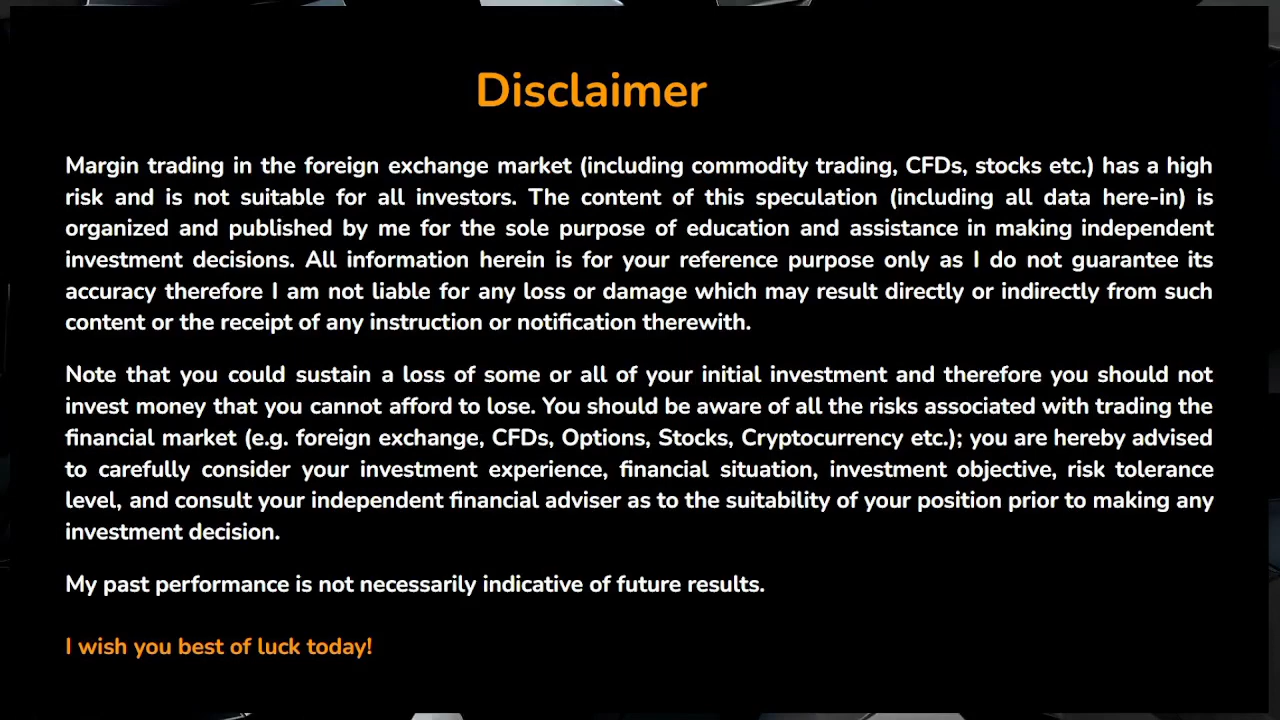 Disclaimer
Margin trading in the foreign exchange market (including commodity trading, CFDs, stocks etc.) has a high
risk and is not suitable for all investors. The content of this speculation (including all data here-in) is
organized and published by me for the sole purpose of education and assistance in making independent
investment decisions. All information herein is for your reference purpose only as I do not guarantee its
accuracy therefore I am not liable for any loss or damage which may result directly or indirectly from such
content or the receipt of any instruction or notification therewith.
Note that you could sustain a loss of some or all of your initial investment and therefore you should not
invest money that you cannot afford to lose. You should be aware of all the risks associated with trading the
financial market (e.g. foreign exchange, CFDs, Options, Stocks, Cryptocurrency etc.); you are hereby advised
to carefully consider your investment experience, financial situation, investment objective, risk tolerance
level, and consult your independent financial adviser as to the suitability of your position prior to making any
investment decision.
My past performance is not necessarily indicative of future results.
I wish you best of luck today!